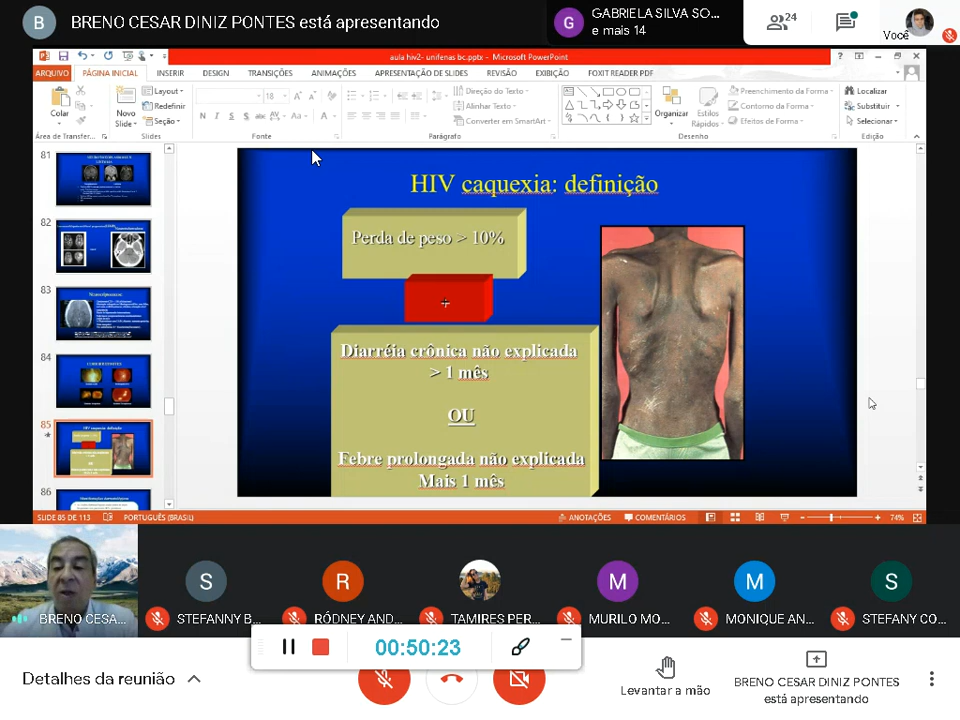 B
BRENO CESAR DINIZ PONTES está apresentando
G
GABRIELA SILVA SO...
e mais 14
24
Você
aula hiv2- unifenas bc.pptx - Microsoft PowerPoint
ARQUIVO PÁGINA INICIAL INSERIR DESIGN TRANSIÇÕES ANIMAÇÕES APRESENTAÇÃO DE SLIDES REVISÃO EXIBIÇÃO FOXIT READER PDF
Colar
Novo
Slide
Layout
Redefinir
Seção
18
N I S
abc
AV
Aa
A
Direção do Texto
Alinhar Texto
Converter em SmartArt
Organizar
Estilos
Rápidos
Preenchimento da Forma
Contorno da Forma
Efeitos de Forma
Localizar
Substituir
Selecionar
Área de Transfer... Slides Fonte Parágrafo Desenho Edição
81
82
83
84
85
86
HIV caquexia: definição
Perda de peso > 10%
+
Diarréia crônica não explicada
> 1 mês
OU
Febre prolongada não explicada
Mais 1 mês
SLIDE 85 DE 113 PORTUGUÊS (BRASIL) ANOTAÇÕES COMENTÁRIOS 74%
S R M M S
BRENO CESA... STEFANNY B... RÓDNEY AND... TAMIRES PER... MURILO MO... MONIQUE AN... STEFANY CO...
00:50:23
Detalhes da reunião
Levantar a mão
BRENO CESAR DINIZ PONTES
está apresentando